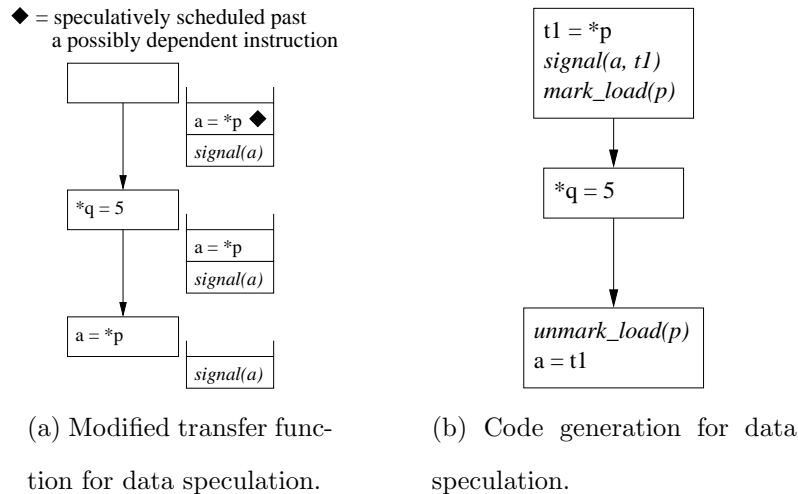 ◆ = speculatively scheduled past
a possibly dependent instruction
a = *p ◆
signal(a)
*q = 5
a = *p
signal(a)
a = *p
signal(a)
(a) Modified transfer func-
tion for data speculation.
t1 = *p
signal(a, t1)
mark_load(p)
*q = 5
unmark_load(p)
a = t1
(b) Code generation for data
speculation.